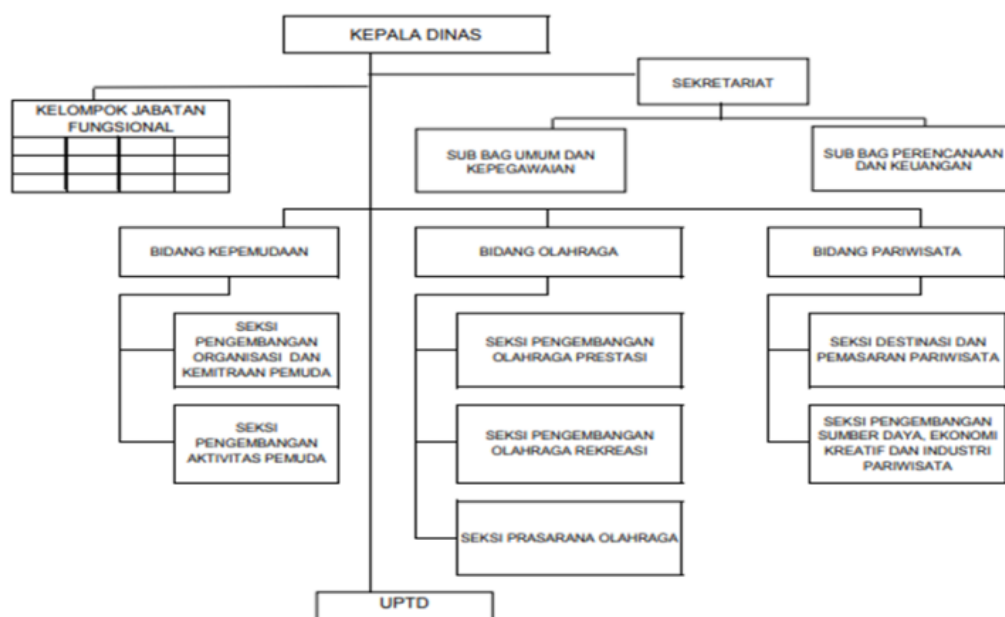 KEPALA DINAS
SEKRETARIAT
KELOMPOK JABATAN
FUNGSIONAL
SUB BAG UMUM DAN
KEPEGAWAIAN
SUB BAG PERENCANAAN
DAN KEUANGAN
BIDANG KEPEMUDAAN
BIDANG OLAHRAGA
BIDANG PARIWISATA
SEKSI
PENGEMBANGAN
ORGANISASI DAN
KEMITRAAN PEMUDA
SEKSI PENGEMBANGAN
OLAHRAGA PRESTASI
SEKSI DESTINASI DAN
PEMASARAN PARIWISATA
SEKSI
PENGEMBANGAN
AKTIVITAS PEMUDA
SEKSI PENGEMBANGAN
OLAHRAGA REKREASI
SEKSI PENGEMBANGAN
SUMBER DAYA, EKONOMI
KREATIF DAN INDUSTRI
PARIWISATA
SEKSI PRASARANA OLAHRAGA
UPTD